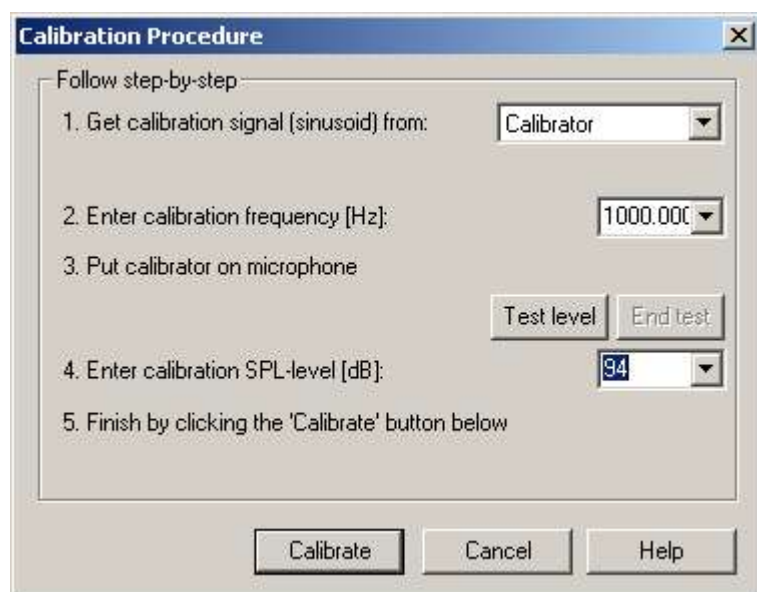 Calibration Procedure
Follow step-by-step
1. Get calibration signal (sinusoid) from: Calibrator
2. Enter calibration frequency [Hz]: 1000.000
3. Put calibrator on microphone
Test level End test
4. Enter calibration SPL-level [dB]: 94
5. Finish by clicking the 'Calibrate' button below
Calibrate Cancel Help